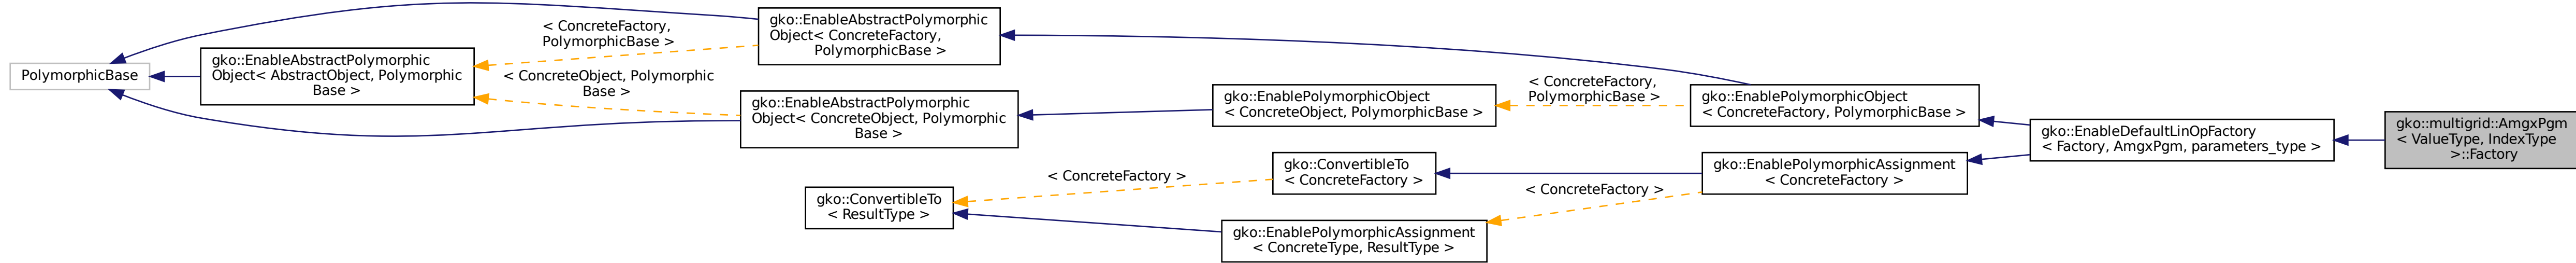 PolymorphicBase
gko::EnableAbstractPolymorphic
Object< AbstractObject, Polymorphic
Base >
< ConcreteFactory,
PolymorphicBase >
< ConcreteObject, Polymorphic
Base >
gko::EnableAbstractPolymorphic
Object< ConcreteFactory,
PolymorphicBase >
gko::EnableAbstractPolymorphic
Object< ConcreteObject, Polymorphic
Base >
gko::ConvertibleTo
< ResultType >
< ConcreteFactory >
gko::EnablePolymorphicObject
< ConcreteObject, PolymorphicBase >
gko::ConvertibleTo
< ConcreteFactory >
gko::EnablePolymorphicAssignment
< ConcreteType, ResultType >
< ConcreteFactory,
PolymorphicBase >
< ConcreteFactory >
gko::EnablePolymorphicObject
< ConcreteFactory, PolymorphicBase >
gko::EnablePolymorphicAssignment
< ConcreteFactory >
gko::EnableDefaultLinOpFactory
< Factory, AmgxPgm, parameters_type >
gko::multigrid::AmgxPgm
< ValueType, IndexType
>::Factory